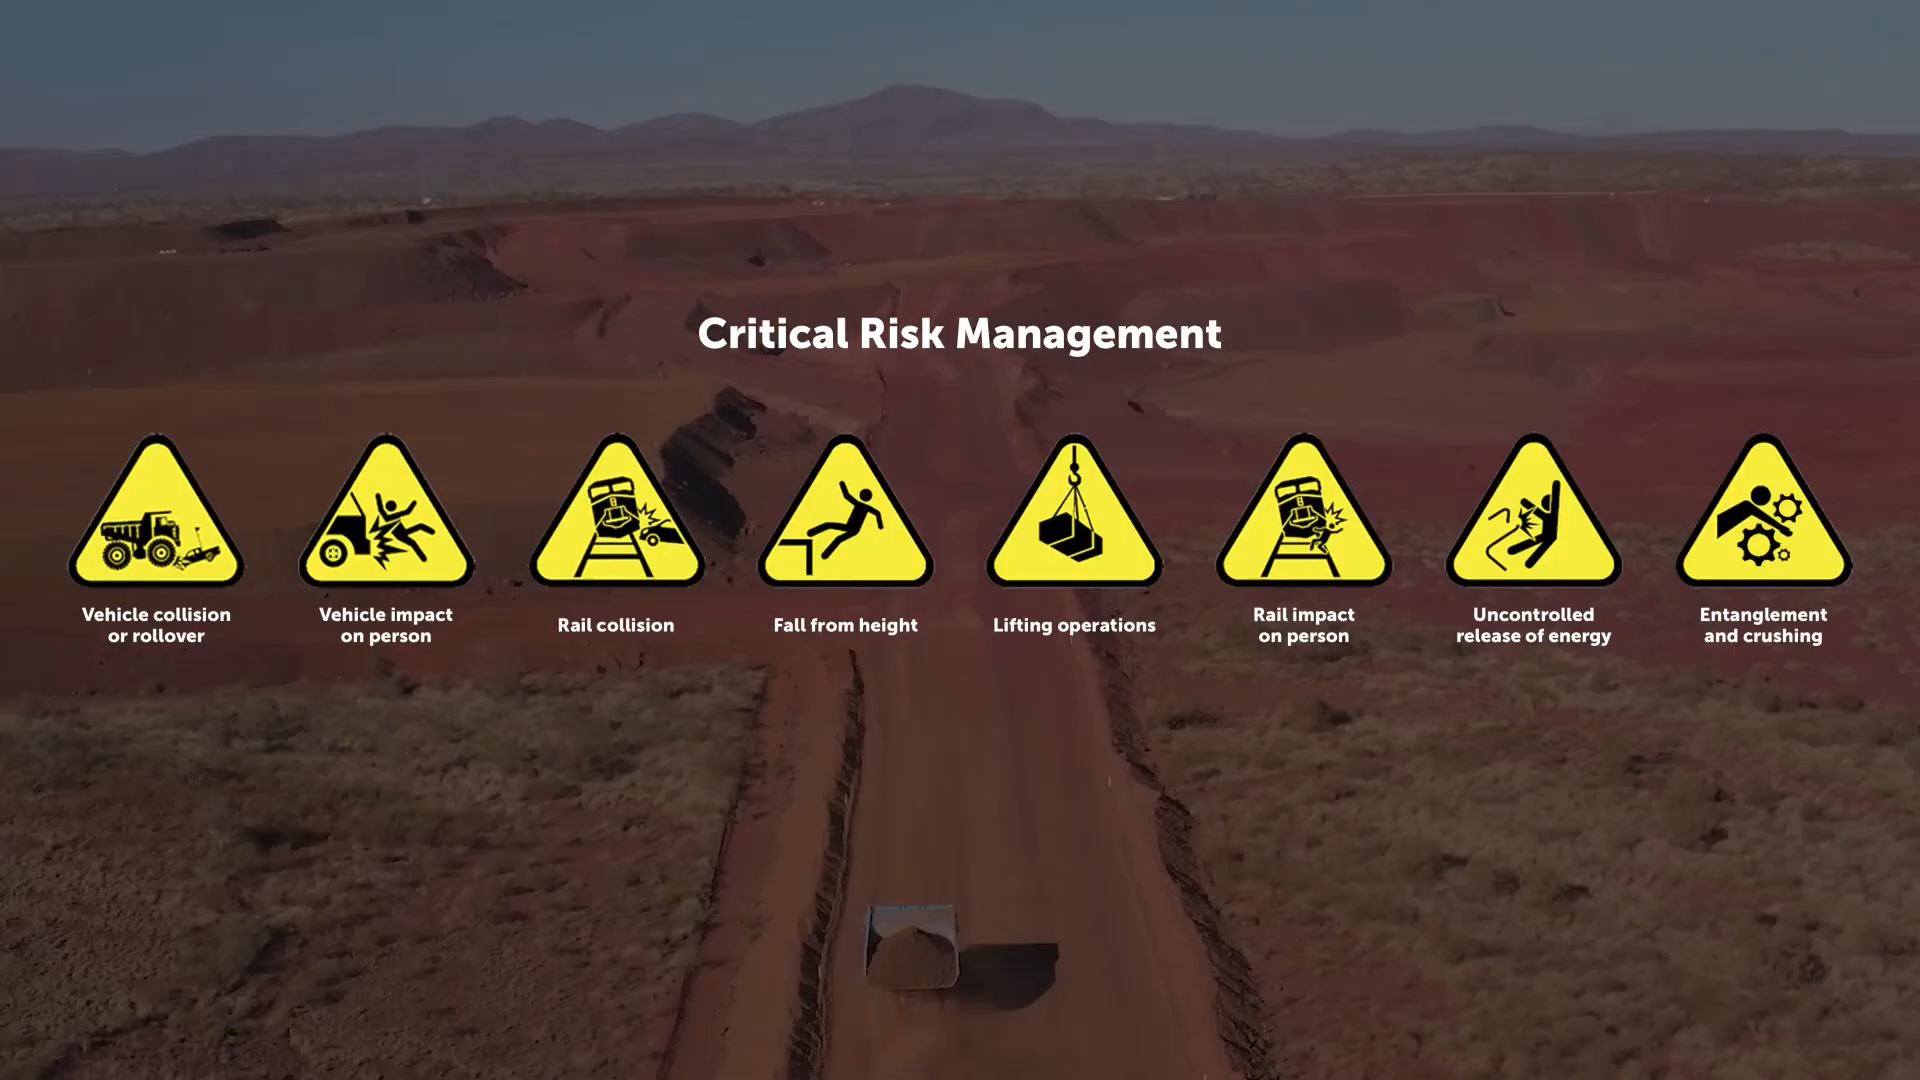 Critical Risk Management
Vehicle collision
or rollover
Vehicle impact
on person
Rail collision
Fall from height
Lifting operations
Rail impact
on person
Uncontrolled
release of energy
Entanglement
and crushing